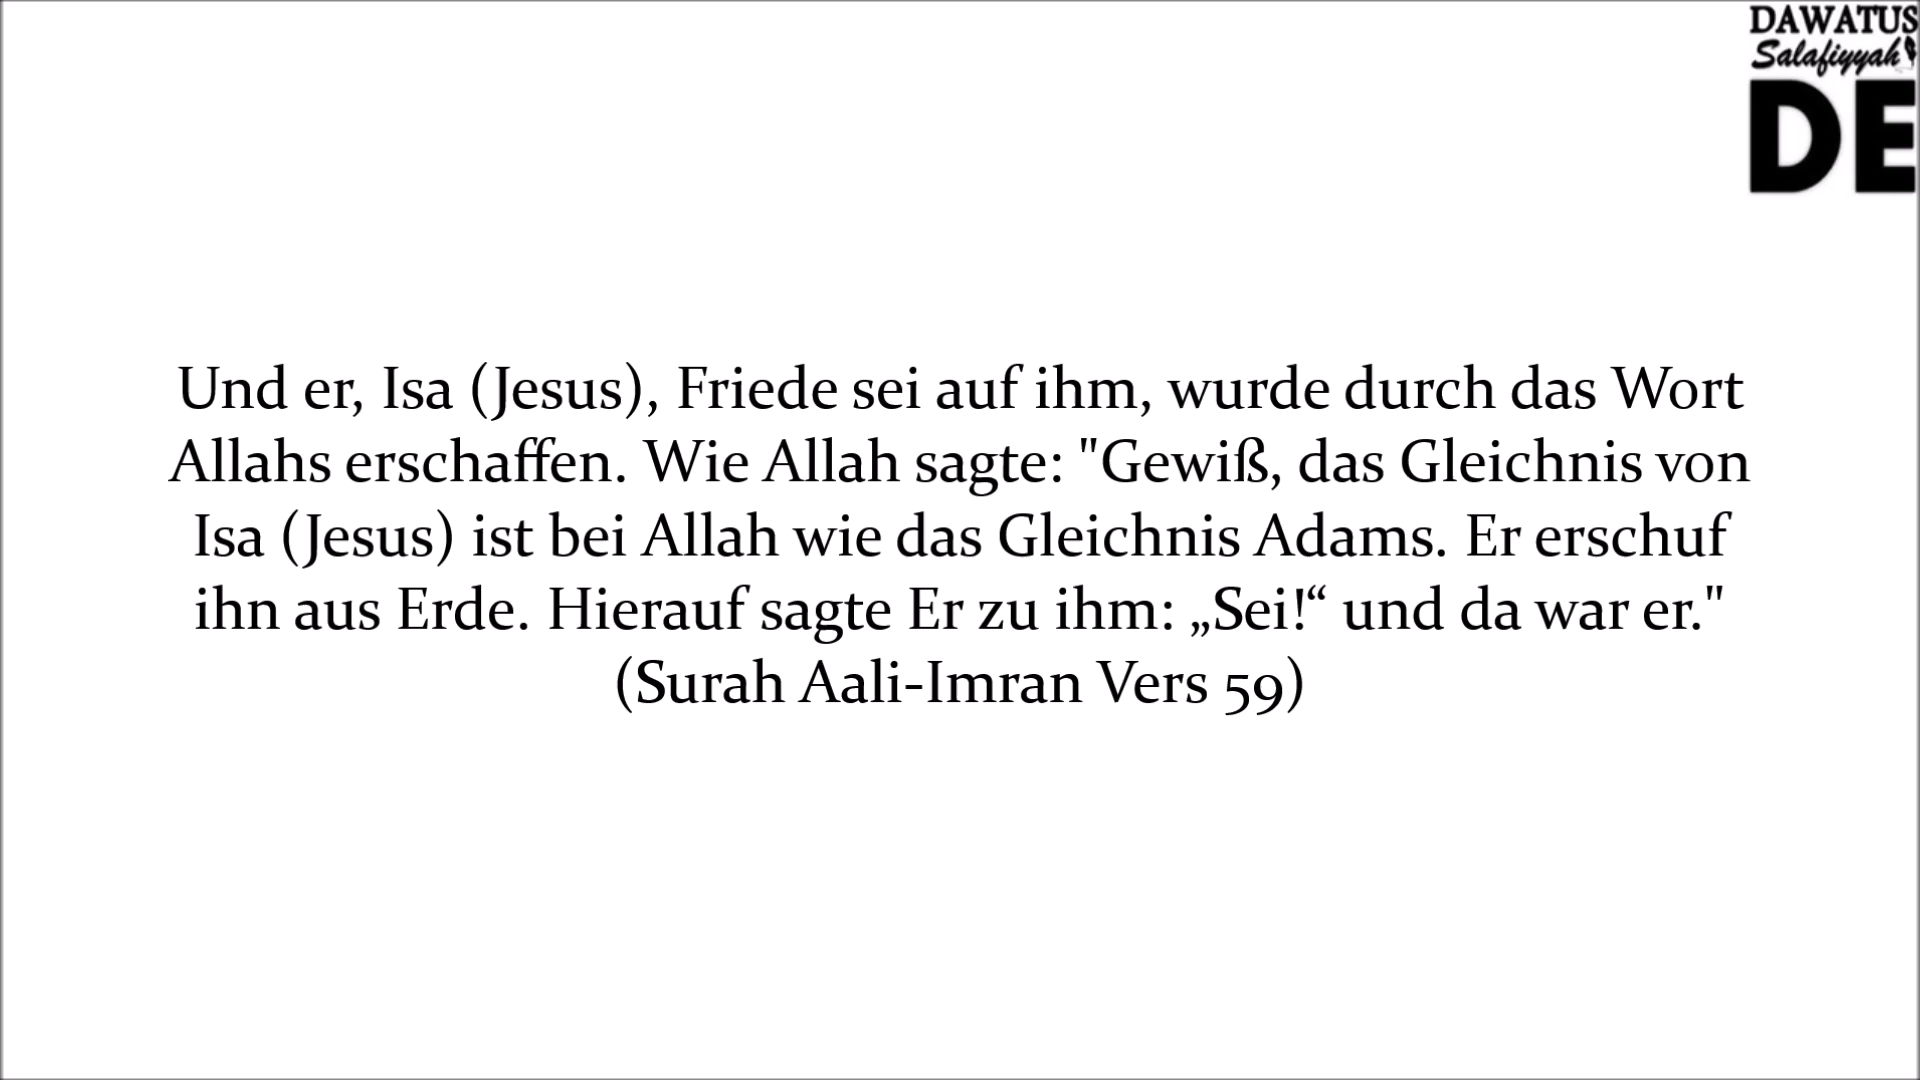 DAWATUS
Salafiyyah
DE
Und er, Isa (Jesus), Friede sei auf ihm, wurde durch das Wort
Allahs erschaffen. Wie Allah sagte: "Gewiß, das Gleichnis von
Isa (Jesus) ist bei Allah wie das Gleichnis Adams. Er erschuf
ihn aus Erde. Hierauf sagte Er zu ihm: „Sei!“ und da war er."
(Surah Aali-Imran Vers 59)